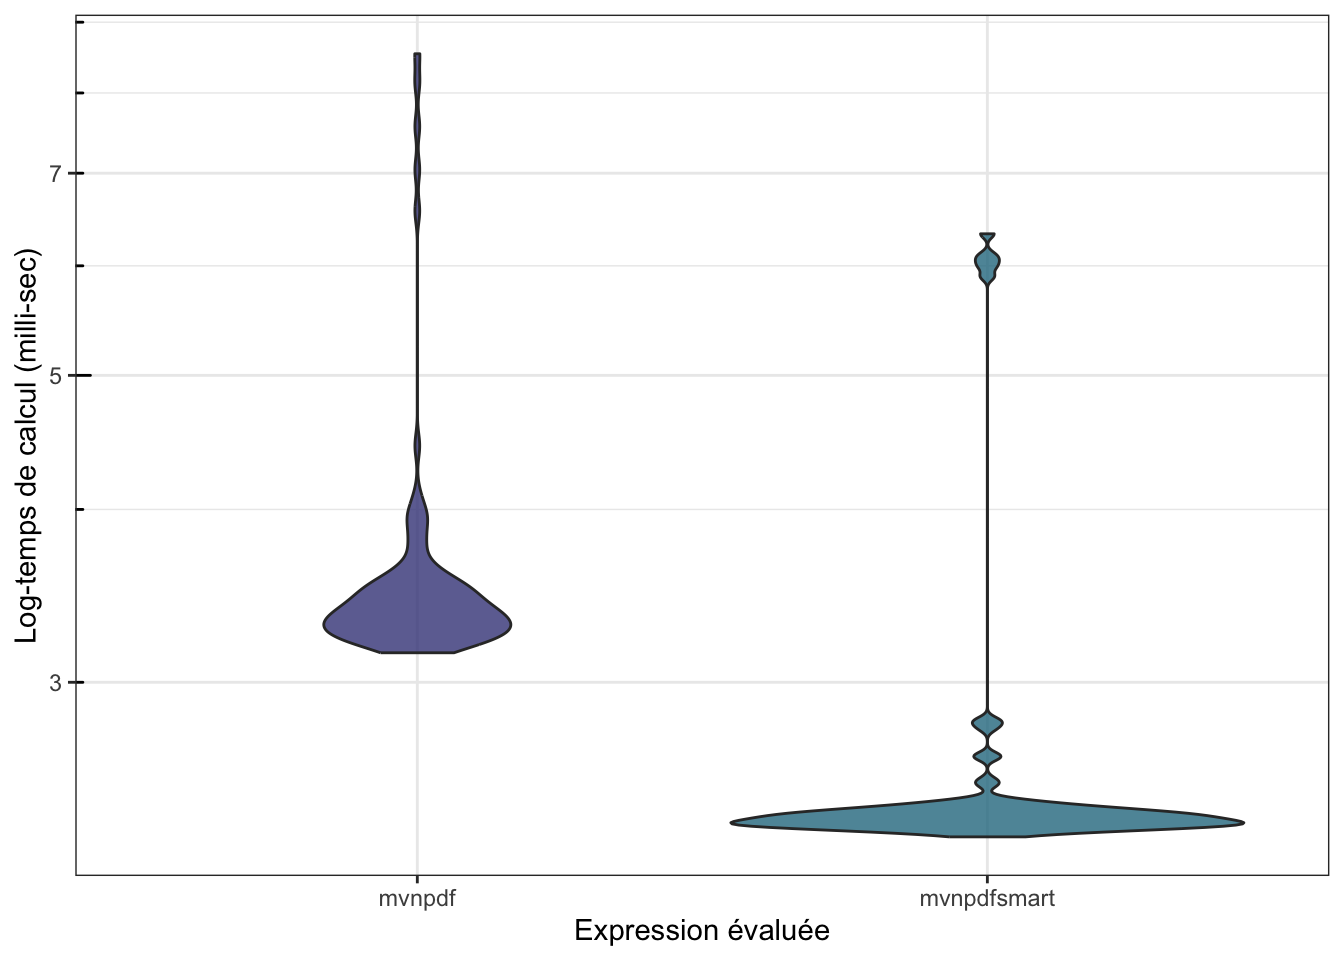 Log-temps de calcul (milli-sec)
7
5
3
mvnpdf
mvnpdfsmart
Expression évaluée